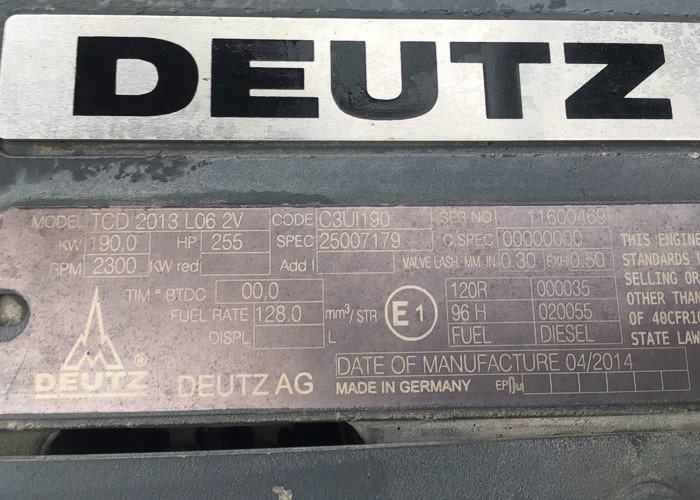 DEUTZ
MODEL TCD 2013 L06 2V CODE C3UI190 SER NO 11600469
KW 190,0 HP 255 SPEC 25007179 C.SPEC 00000000
RPM 2300 KW red Add I VALVE LASH MM IN 0.30 EXH 0.50
TIM ° BTDC 00,0 120R 000035
FUEL RATE 128.0 mm³/STR E1 96 H 020055
DISPL L FUEL DIESEL
DATE OF MANUFACTURE 04/2014
DEUTZ ® DEUTZ AG MADE IN GERMANY
THIS ENGINE
STANDARDS
SELLING OR
OTHER THAN
OF 40CFR10
STATE LAW